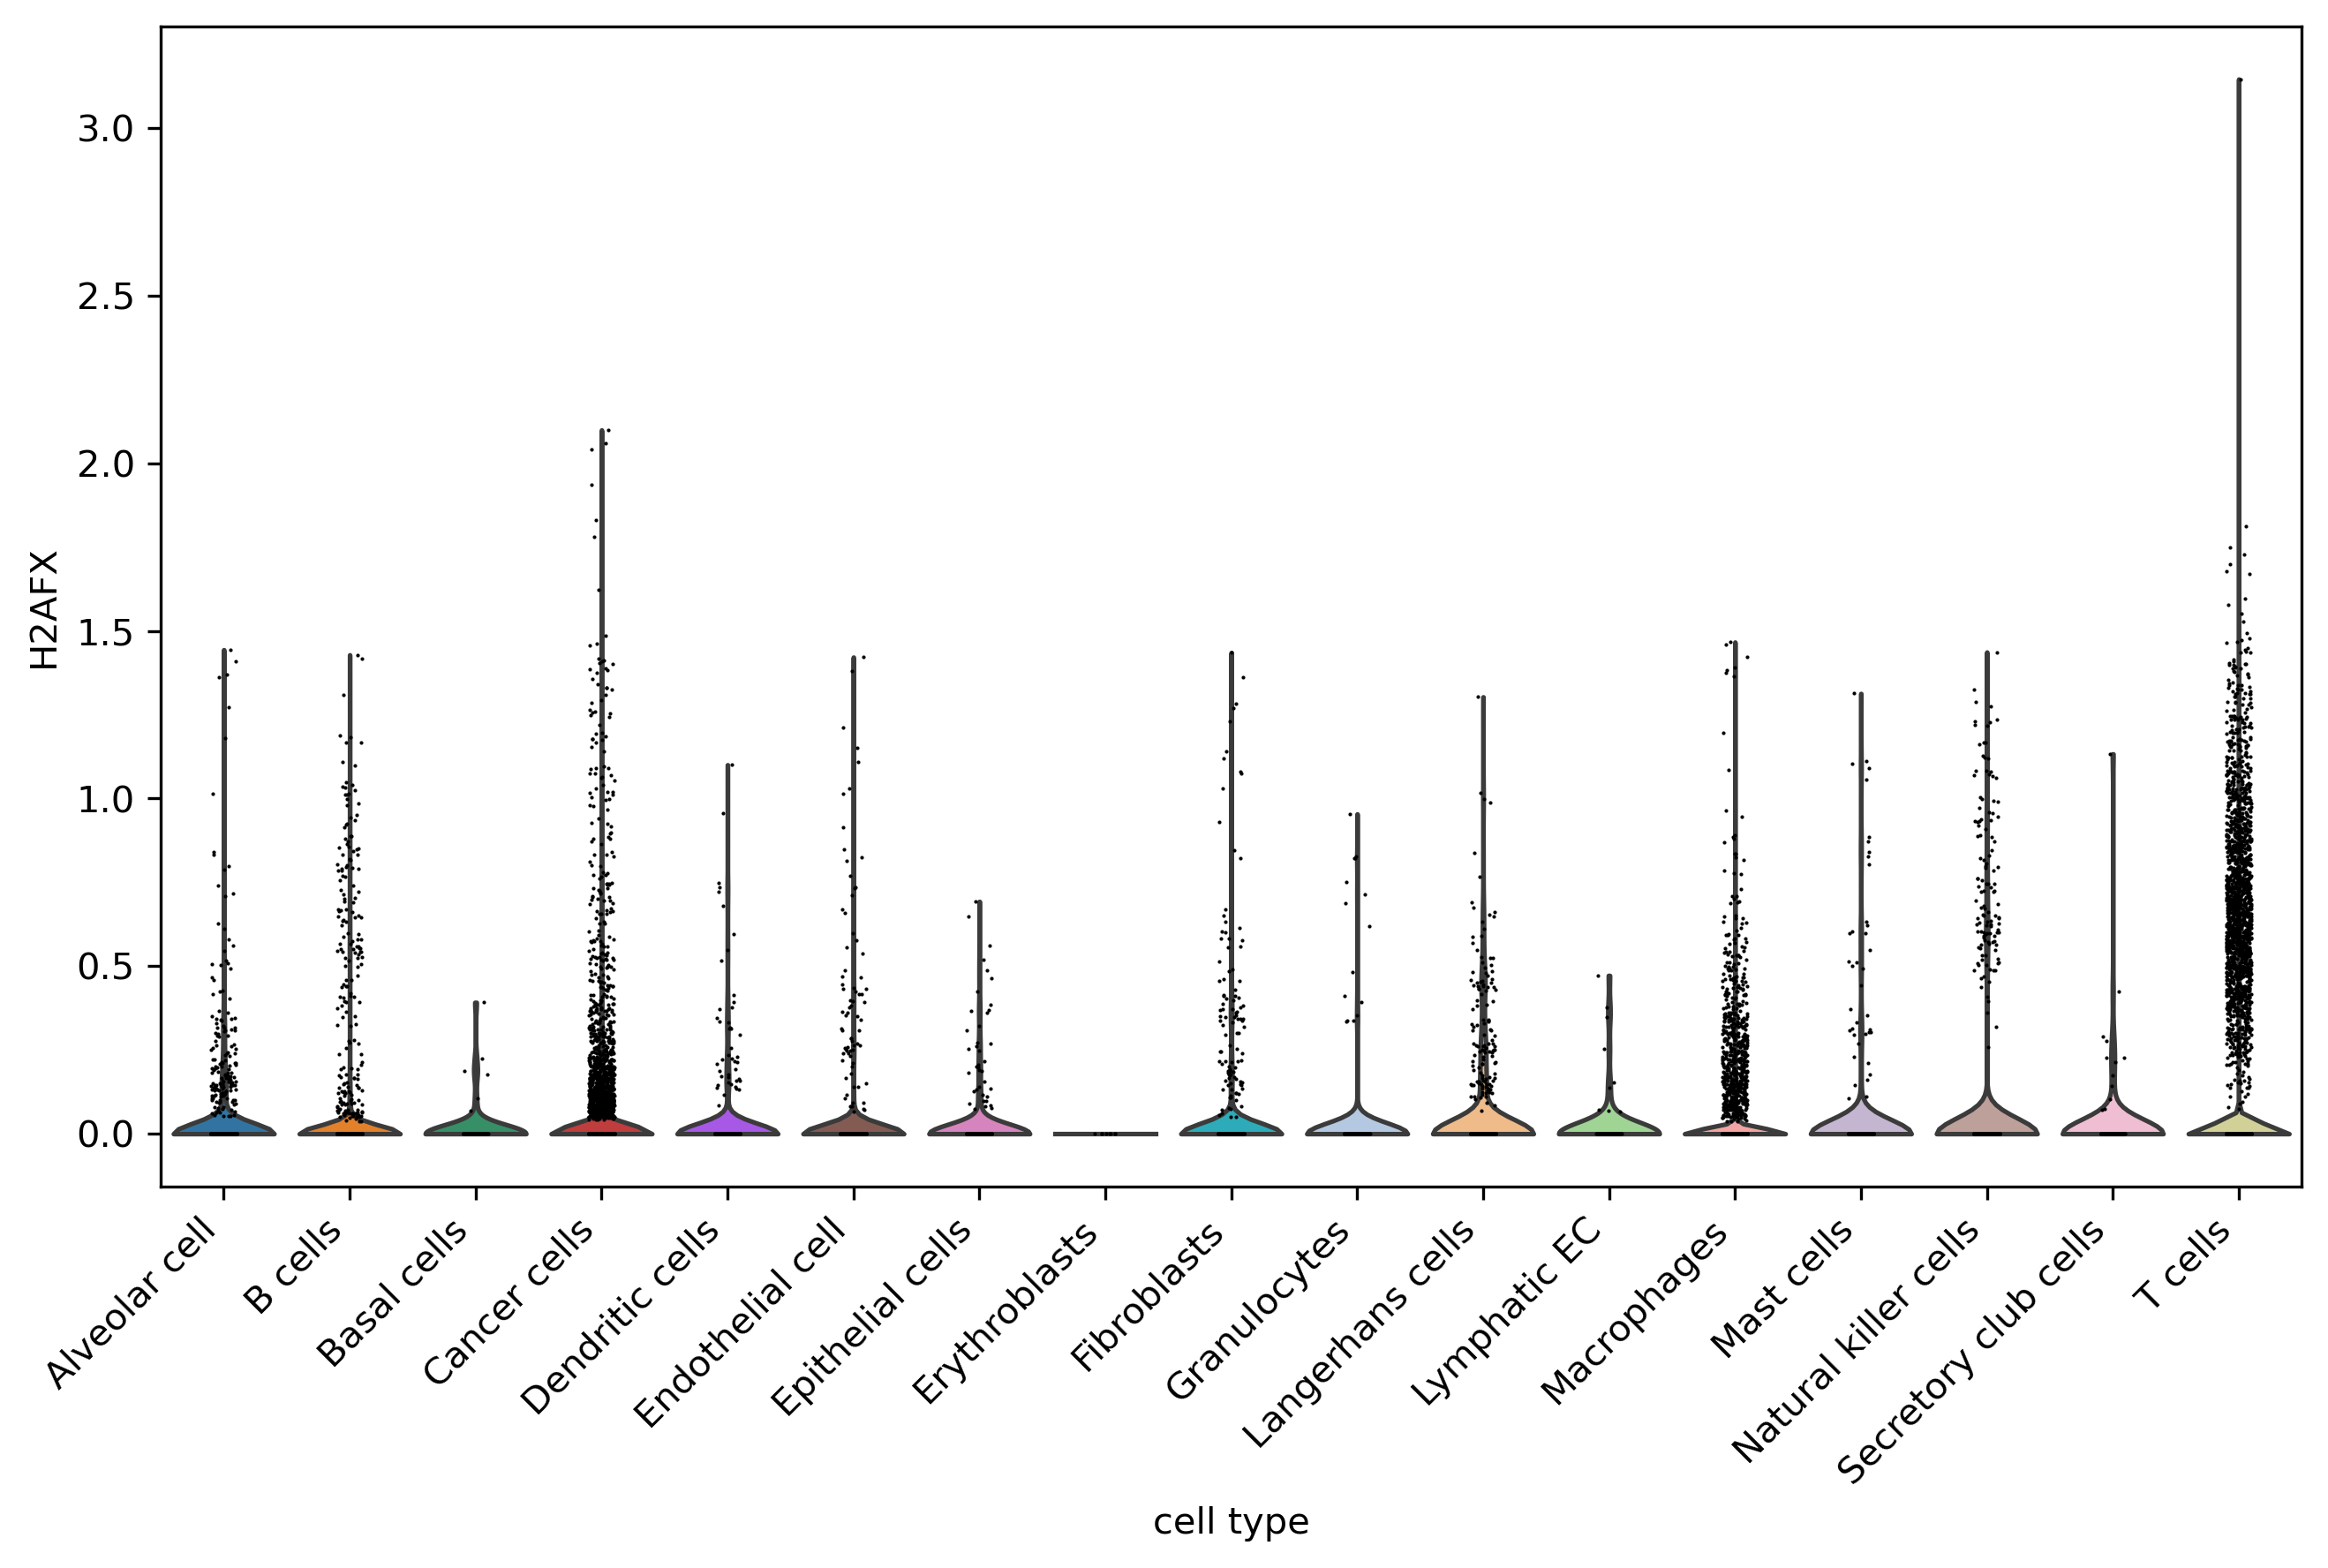 H2AFX
3.0
2.5
2.0
1.5
1.0
0.5
0.0
Alveolar cell
B cells
Basal cells
Cancer cells
Dendritic cells
Endothelial cell
Epithelial cells
Erythroblasts
Fibroblasts
Granulocytes
Langerhans cells
Lymphatic EC
Macrophages
Mast cells
Natural killer cells
Secretory club cells
T cells
cell type